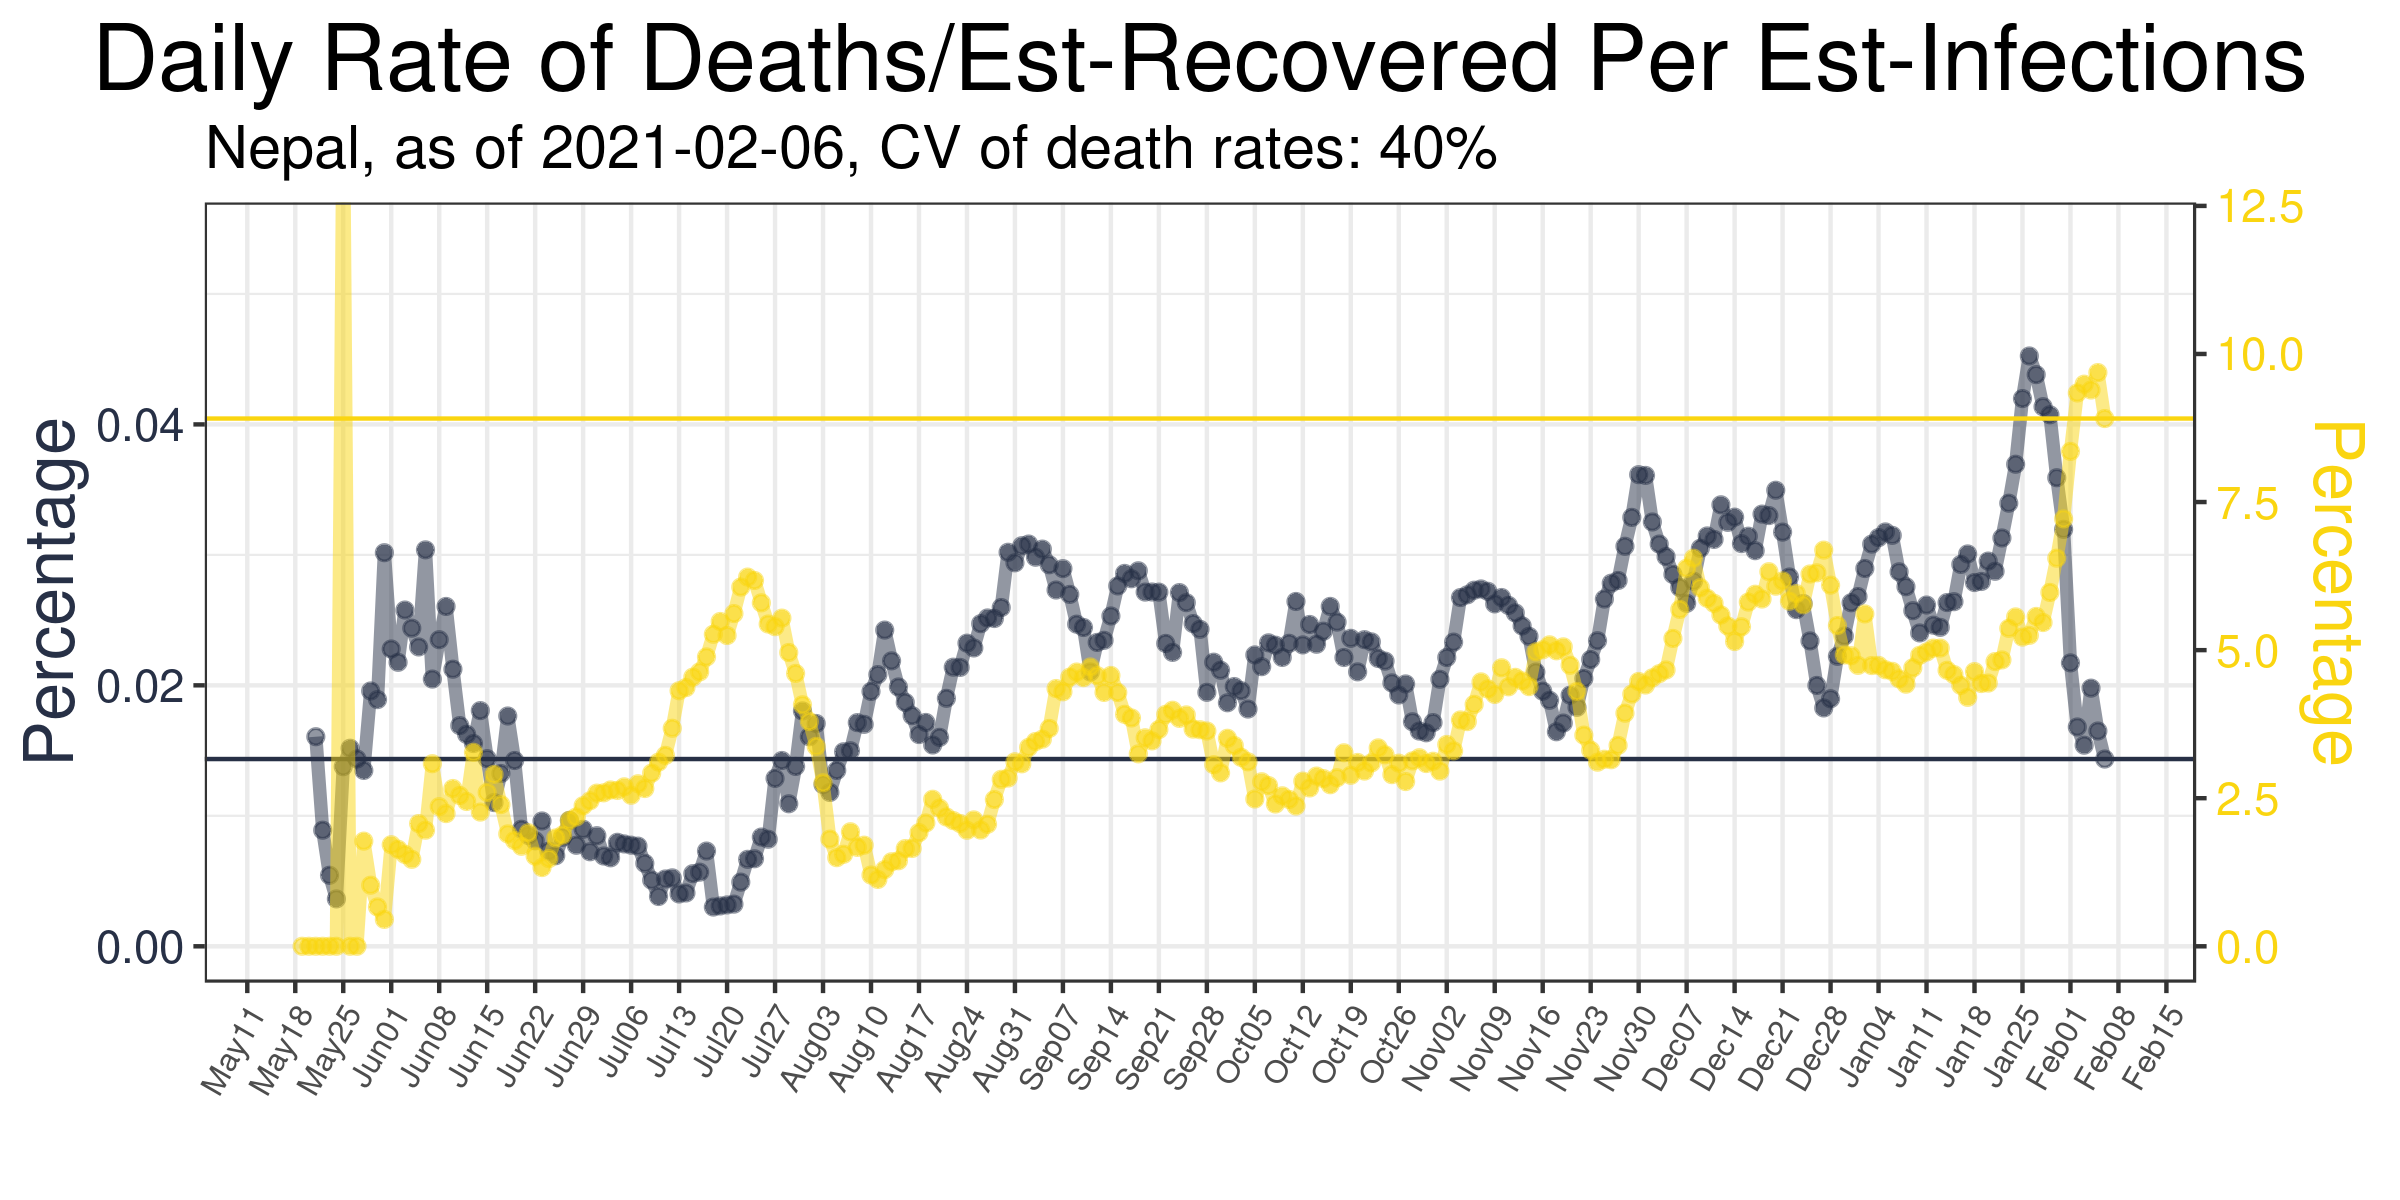 Daily Rate of Deaths/Est-Recovered Per Est-Infections
Nepal, as of 2021-02-06, CV of death rates: 40%
Percentage
0.04
0.02
0.00
12.5
10.0
7.5
5.0
2.5
0.0
Percentage
May11
May18
May25
Jun01
Jun08
Jun15
Jun22
Jun29
Jul06
Jul13
Jul20
Jul27
Aug03
Aug10
Aug17
Aug24
Aug31
Sep07
Sep14
Sep21
Sep28
Oct05
Oct12
Oct19
Oct26
Nov02
Nov09
Nov16
Nov23
Nov30
Dec07
Dec14
Dec21
Dec28
Jan04
Jan11
Jan18
Jan25
Feb01
Feb08
Feb15